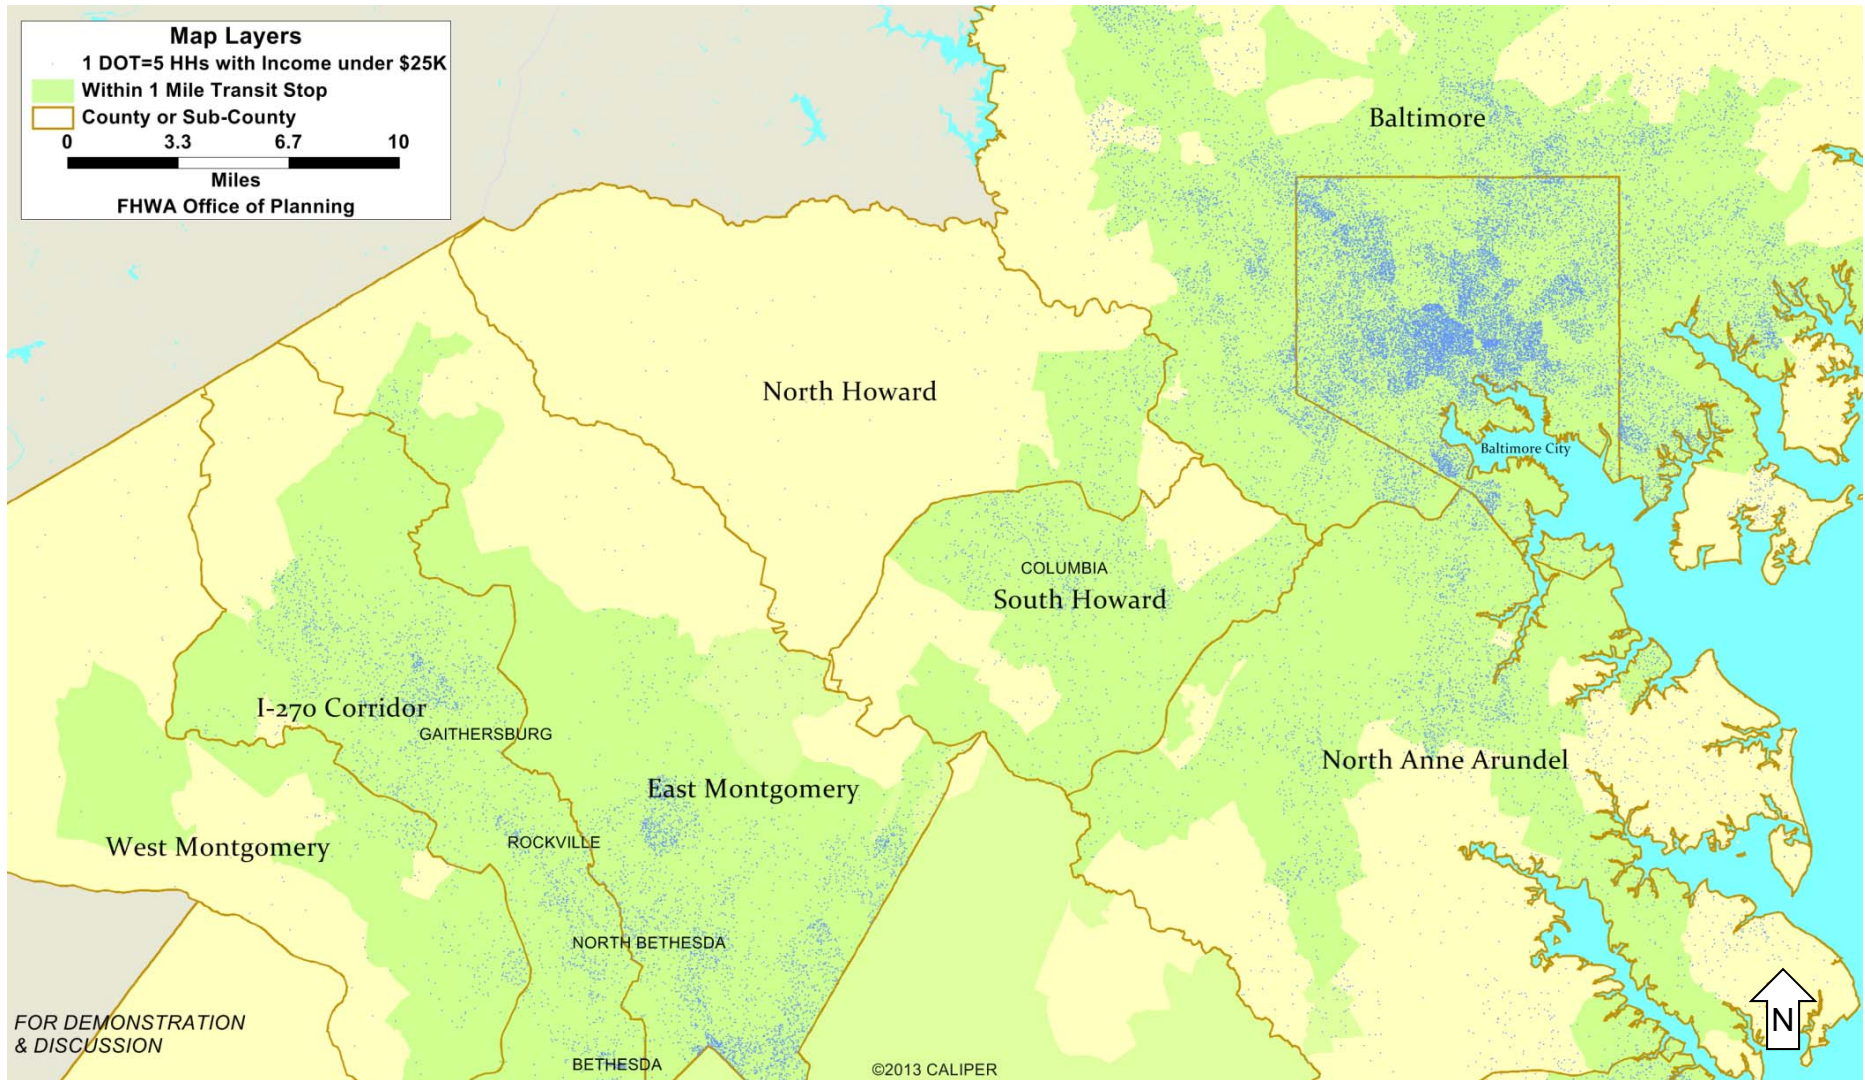 Map Layers
1 DOT=5 HHs with Income under $25K
Within 1 Mile Transit Stop
County or Sub-County
0 3.3 6.7 10
Miles
FHWA Office of Planning
Baltimore
North Howard
Baltimore City
COLUMBIA
South Howard
I-270 Corridor
GAITHERSBURG
North Anne Arundel
East Montgomery
West Montgomery
ROCKVILLE
NORTH BETHESDA
N
FOR DEMONSTRATION
& DISCUSSION
BETHESDA
©2013 CALIPER